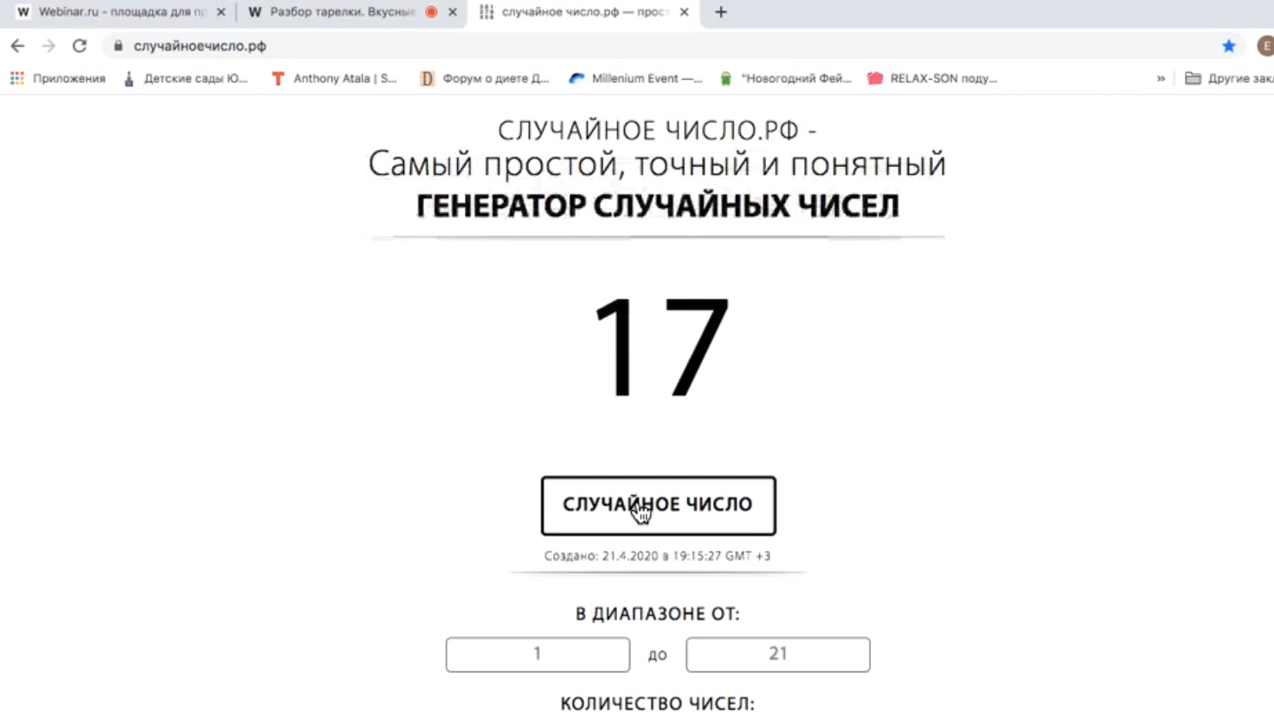 Webinar.ru - площадка для пр
Разбор тарелки. Вкусные
случайное число.рф — прос
случайноечисло.рф
E
Приложения
Детские сады Ю...
Anthony Atala | S...
Форум о диете Д...
Millenium Event —...
"Новогодний Фей...
RELAX-SON поду...
Другие зак
СЛУЧАЙНОЕ ЧИСЛО.РФ -
Самый простой, точный и понятный
ГЕНЕРАТОР СЛУЧАЙНЫХ ЧИСЕЛ
17
СЛУЧАЙНОЕ ЧИСЛО
Создано: 21.4.2020 в 19:15:27 GMT +3
В ДИАПАЗОНЕ ОТ:
1 до 21
КОЛИЧЕСТВО ЧИСЕЛ: